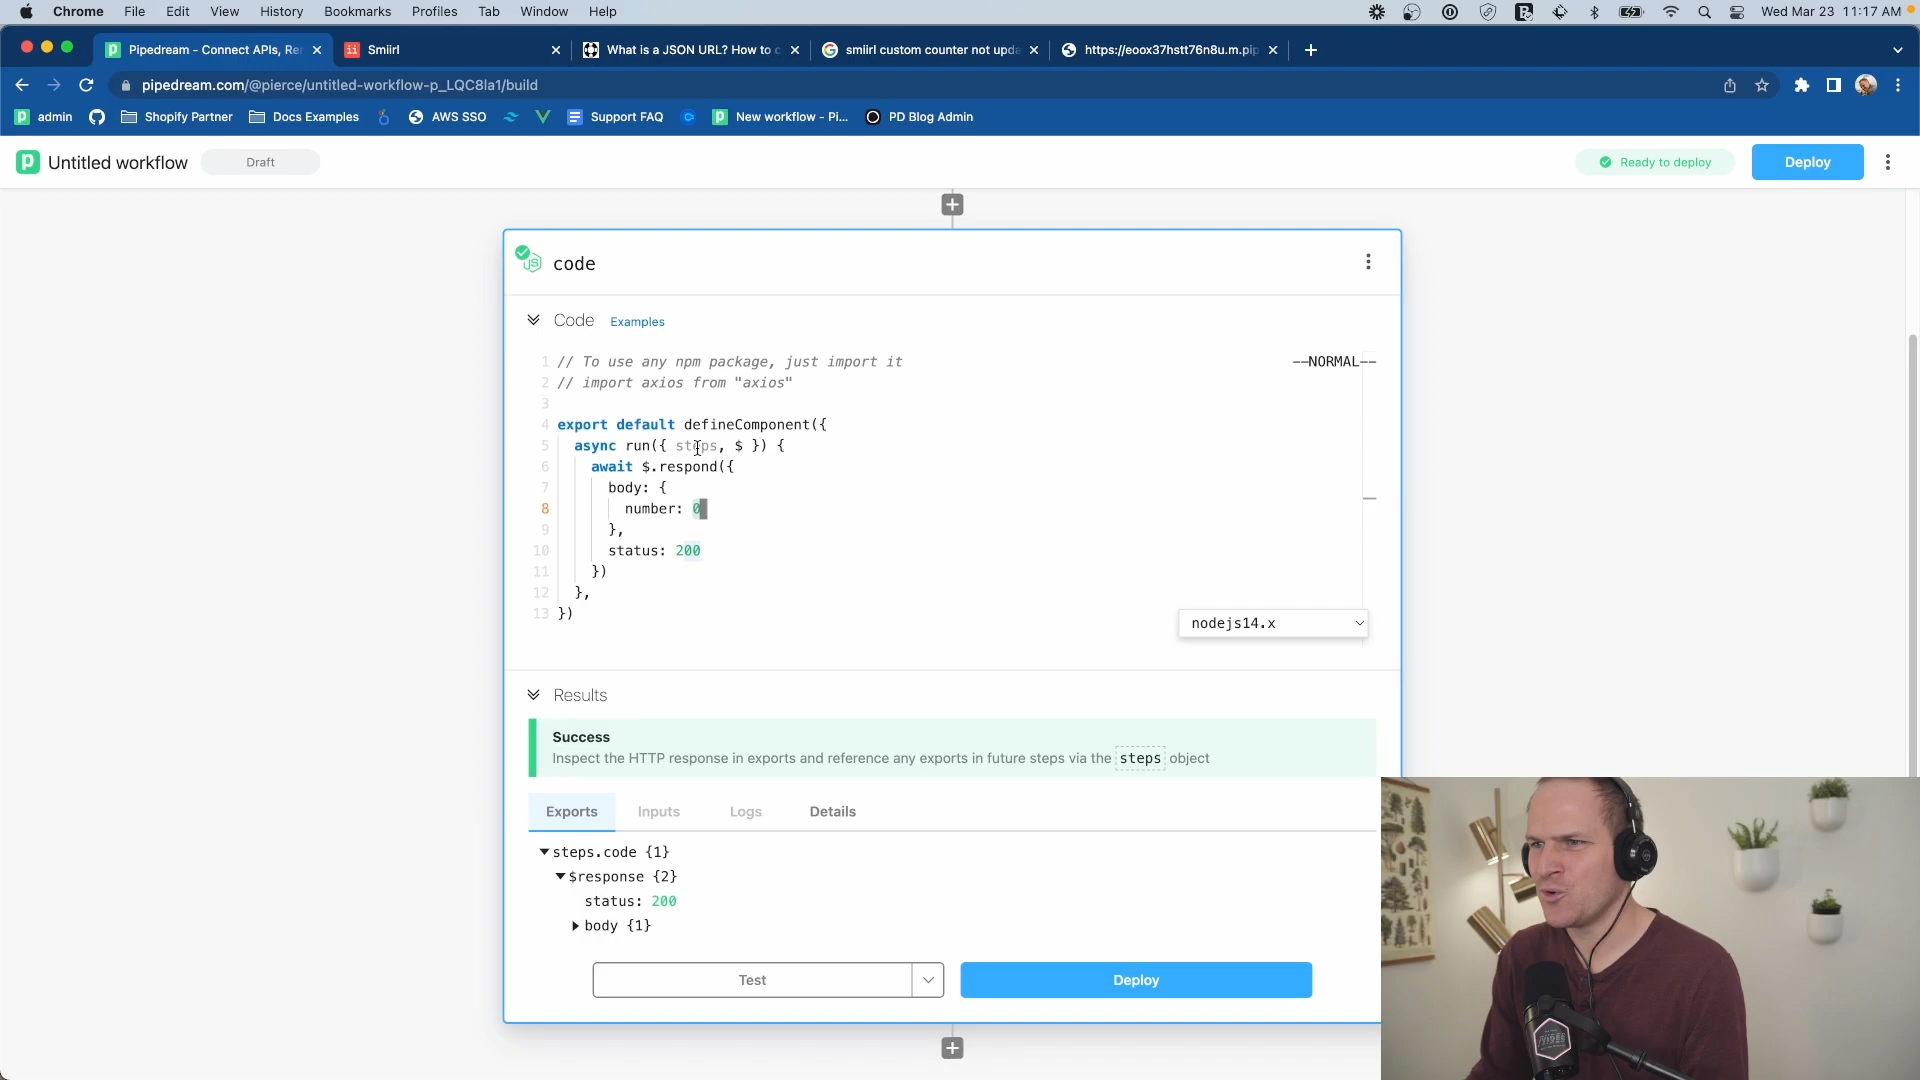 Chrome File Edit View History Bookmarks Profiles Tab Window Help
Wed Mar 23 11:17 AM
Pipedream - Connect APIs, Re
Smiirl
What is a JSON URL? How to c
smiirl custom counter not upda
https://eoox37hstt76n8u.m.pip
pipedream.com/@pierce/untitled-workflow-p_LQC8la1/build
admin
Shopify Partner
Docs Examples
AWS SSO
Support FAQ
New workflow - Pi...
PD Blog Admin
Untitled workflow
Draft
Ready to deploy
Deploy
JS
code
Code Examples
--NORMAL--
1 // To use any npm package, just import it
2 // import axios from "axios"
3
4 export default defineComponent({
5 async run({ steps, $ }) {
6 await $.respond({
7 body: {
8 number: 0
9 },
10 status: 200
11 })
12 },
13 })
nodejs14.x
Results
Success
Inspect the HTTP response in exports and reference any exports in future steps via the steps object
Exports Inputs Logs Details
steps.code {1}
$response {2}
status: 200
body {1}
Test
Deploy